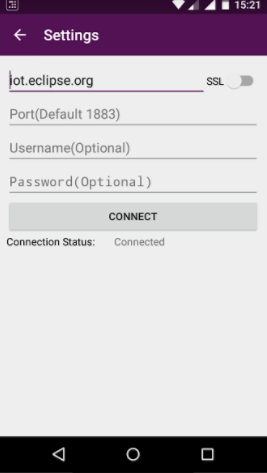 15:21
Settings
iot.eclipse.org
SSL
Port(Default 1883)
Username(Optional)
Password(Optional)
CONNECT
Connection Status: Connected